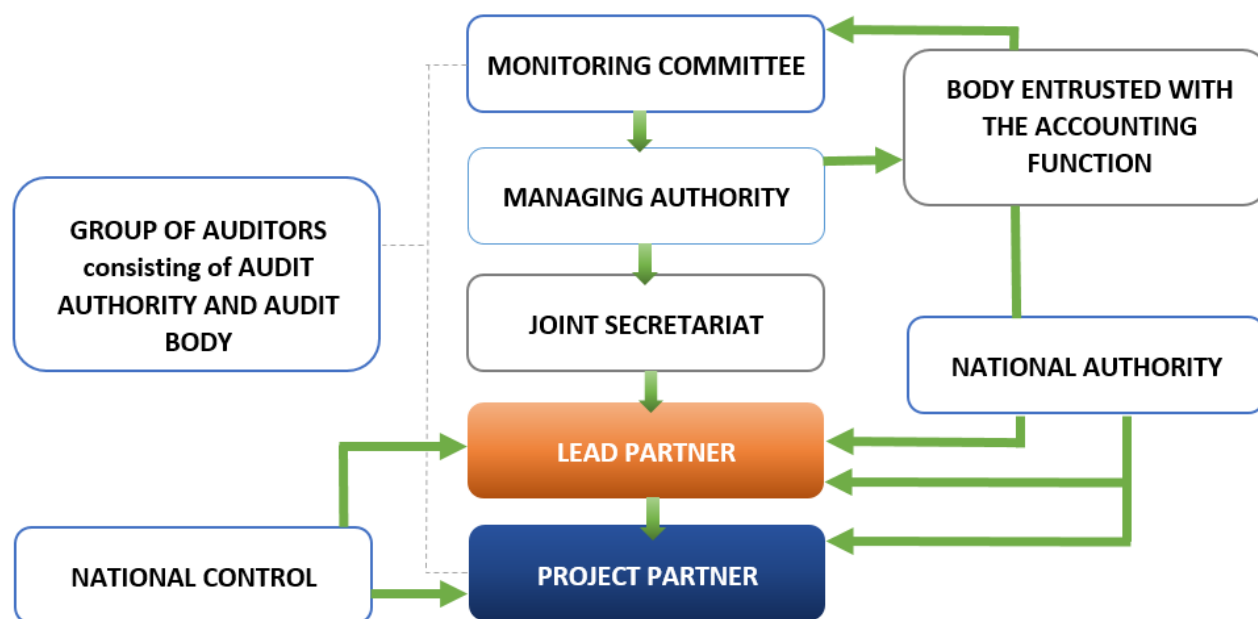 MONITORING COMMITTEE
BODY ENTRUSTED WITH
THE ACCOUNTING
FUNCTION
MANAGING AUTHORITY
GROUP OF AUDITORS
consisting of AUDIT
AUTHORITY AND AUDIT
BODY
JOINT SECRETARIAT
NATIONAL AUTHORITY
LEAD PARTNER
NATIONAL CONTROL
PROJECT PARTNER